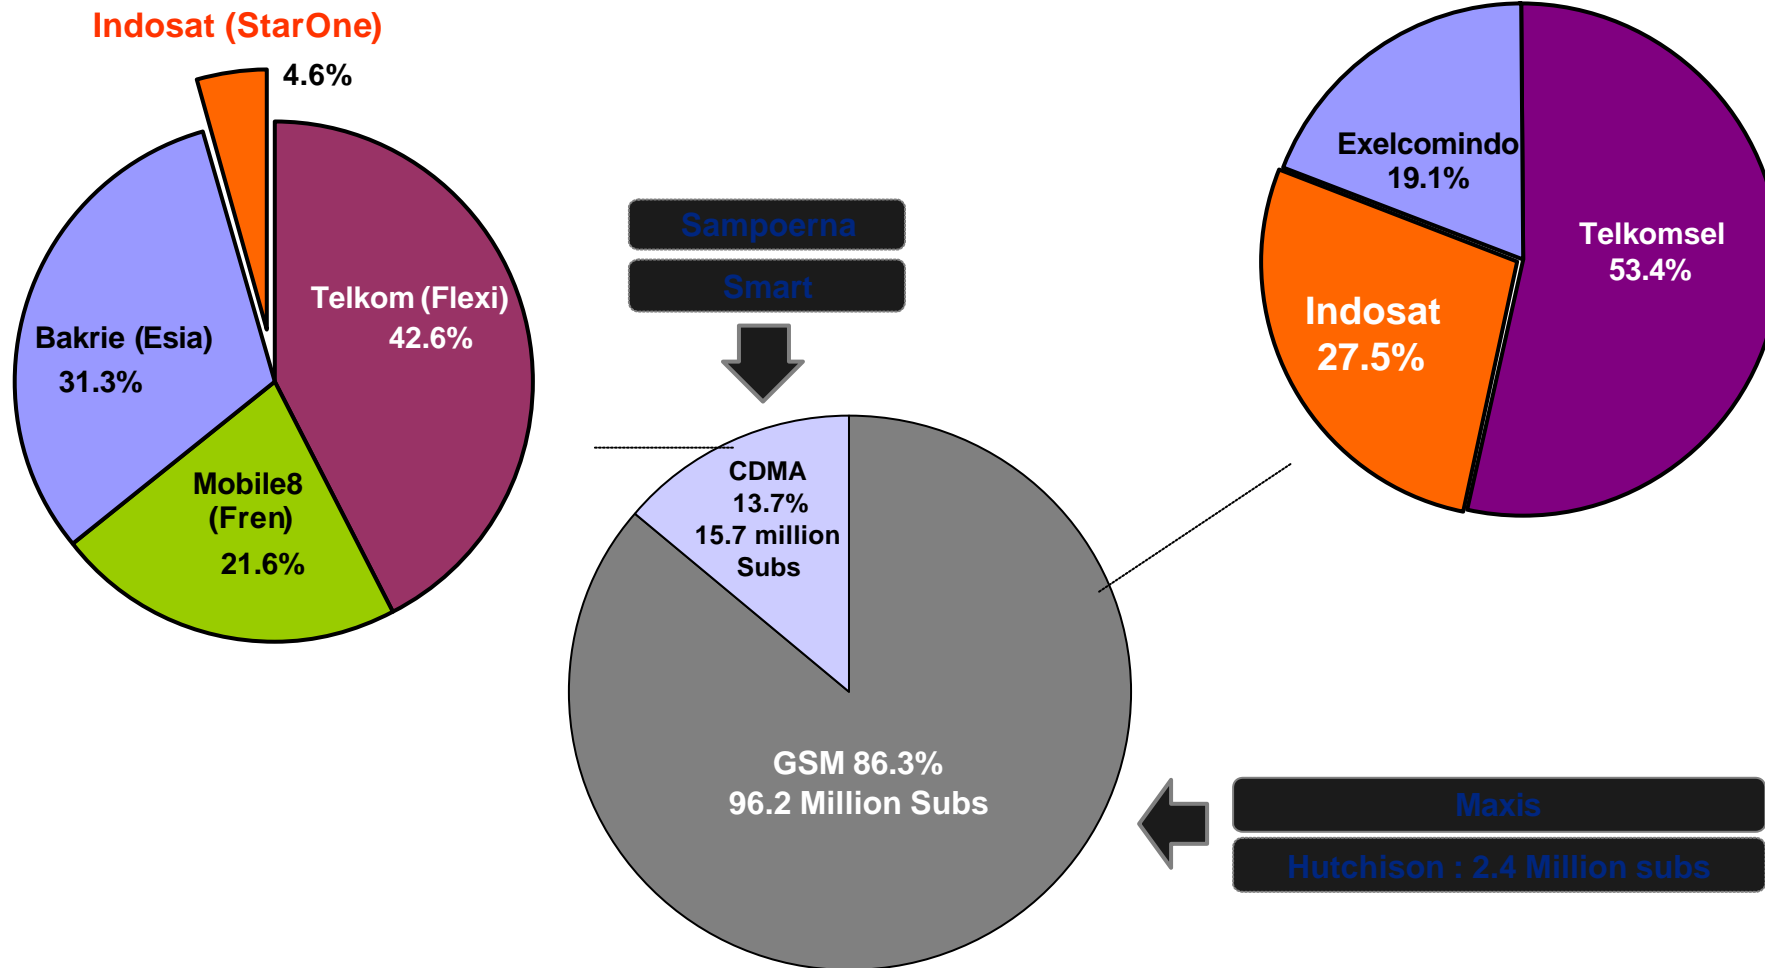 Indosat (StarOne)
4.6%
Telkom (Flexi)
42.6%
Bakrie (Esia)
31.3%
Mobile8
(Fren)
21.6%
Sampoerna
Smart
CDMA
13.7%
15.7 million
Subs
GSM 86.3%
96.2 Million Subs
Exelcomindo
19.1%
Telkomsel
53.4%
Indosat
27.5%
Maxis
Hutchison : 2.4 Million subs